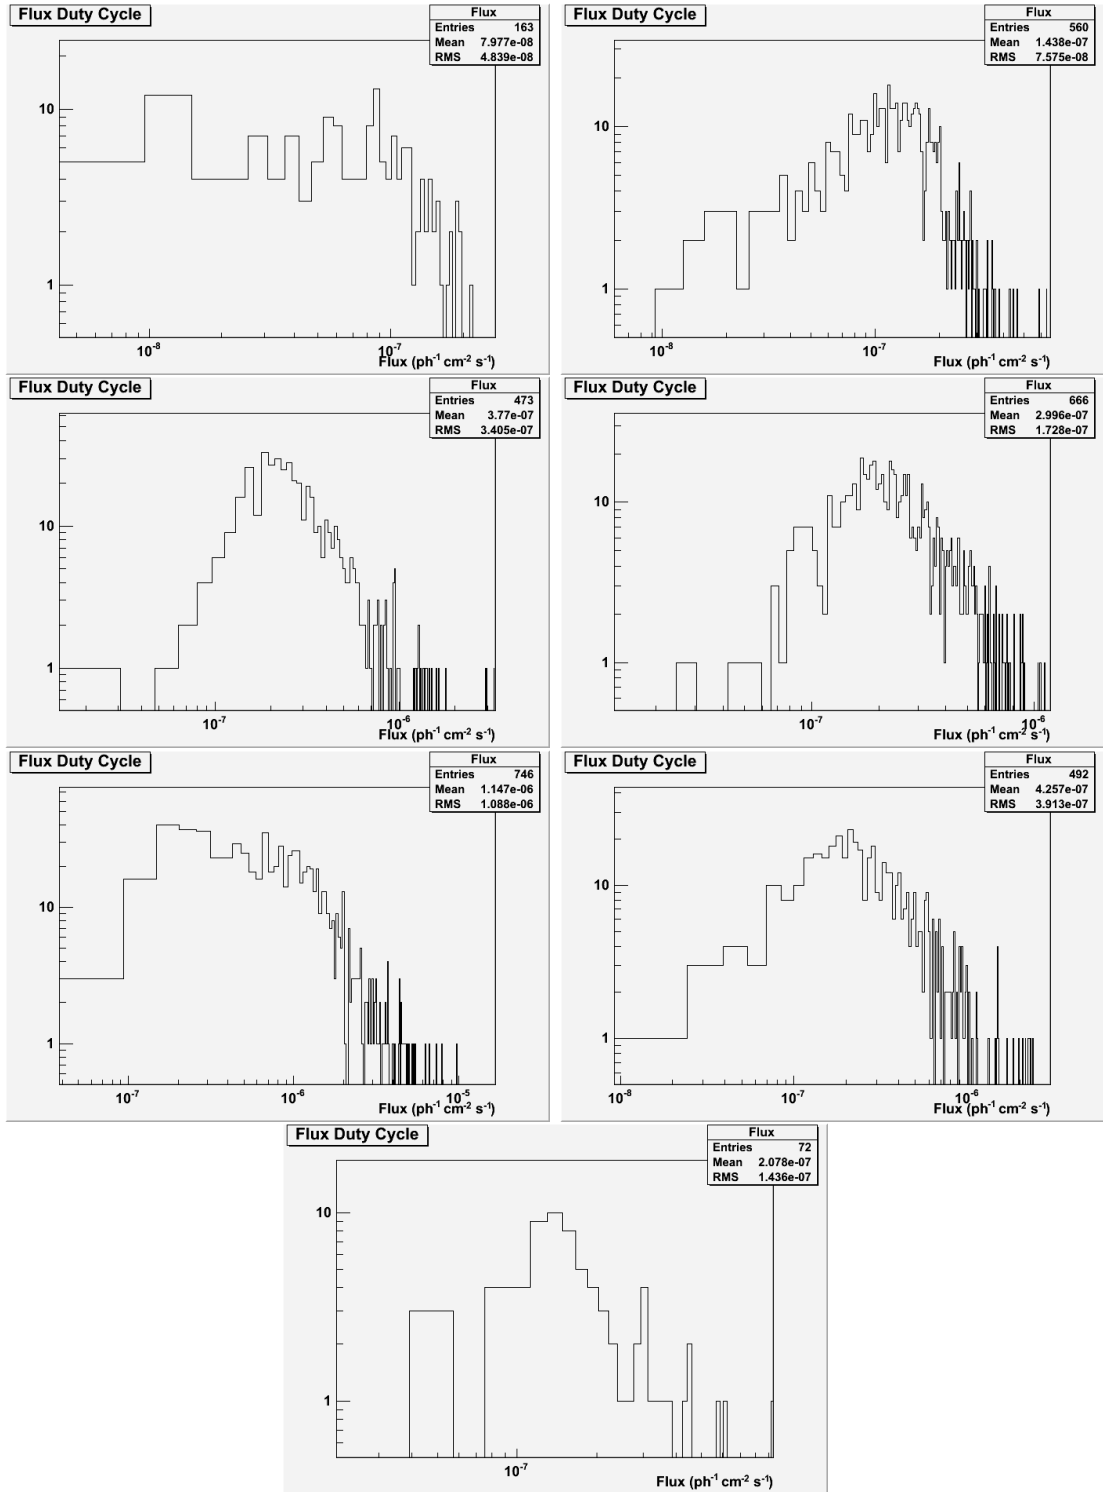 Flux Duty Cycle
Flux
Entries 163
Mean 7.977e-08
RMS 4.839e-08
10
1
10-8
10-7
Flux (ph-1 cm-2 s-1)
Flux Duty Cycle
Flux
Entries 560
Mean 1.438e-07
RMS 7.575e-08
10
1
10-8
10-7
Flux (ph-1 cm-2 s-1)
Flux Duty Cycle
Flux
Entries 473
Mean 3.77e-07
RMS 3.405e-07
10
1
10-7
10-6
Flux (ph-1 cm-2 s-1)
Flux Duty Cycle
Flux
Entries 666
Mean 2.996e-07
RMS 1.728e-07
10
1
10-7
10-6
Flux (ph-1 cm-2 s-1)
Flux Duty Cycle
Flux
Entries 746
Mean 1.147e-06
RMS 1.088e-06
10
1
10-7
10-6
10-5
Flux (ph-1 cm-2 s-1)
Flux Duty Cycle
Flux
Entries 492
Mean 4.257e-07
RMS 3.913e-07
10
1
10-8
10-7
10-6
Flux (ph-1 cm-2 s-1)
Flux Duty Cycle
Flux
Entries 72
Mean 2.078e-07
RMS 1.436e-07
10
1
10-7
Flux (ph-1 cm-2 s-1)